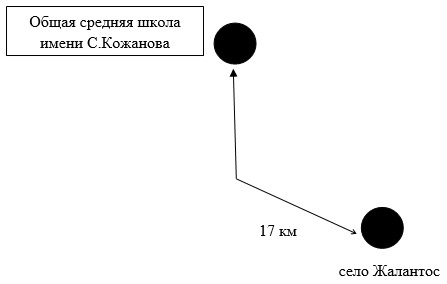 Общая средняя школа
имени С.Кожанова
17 км
село Жалантос